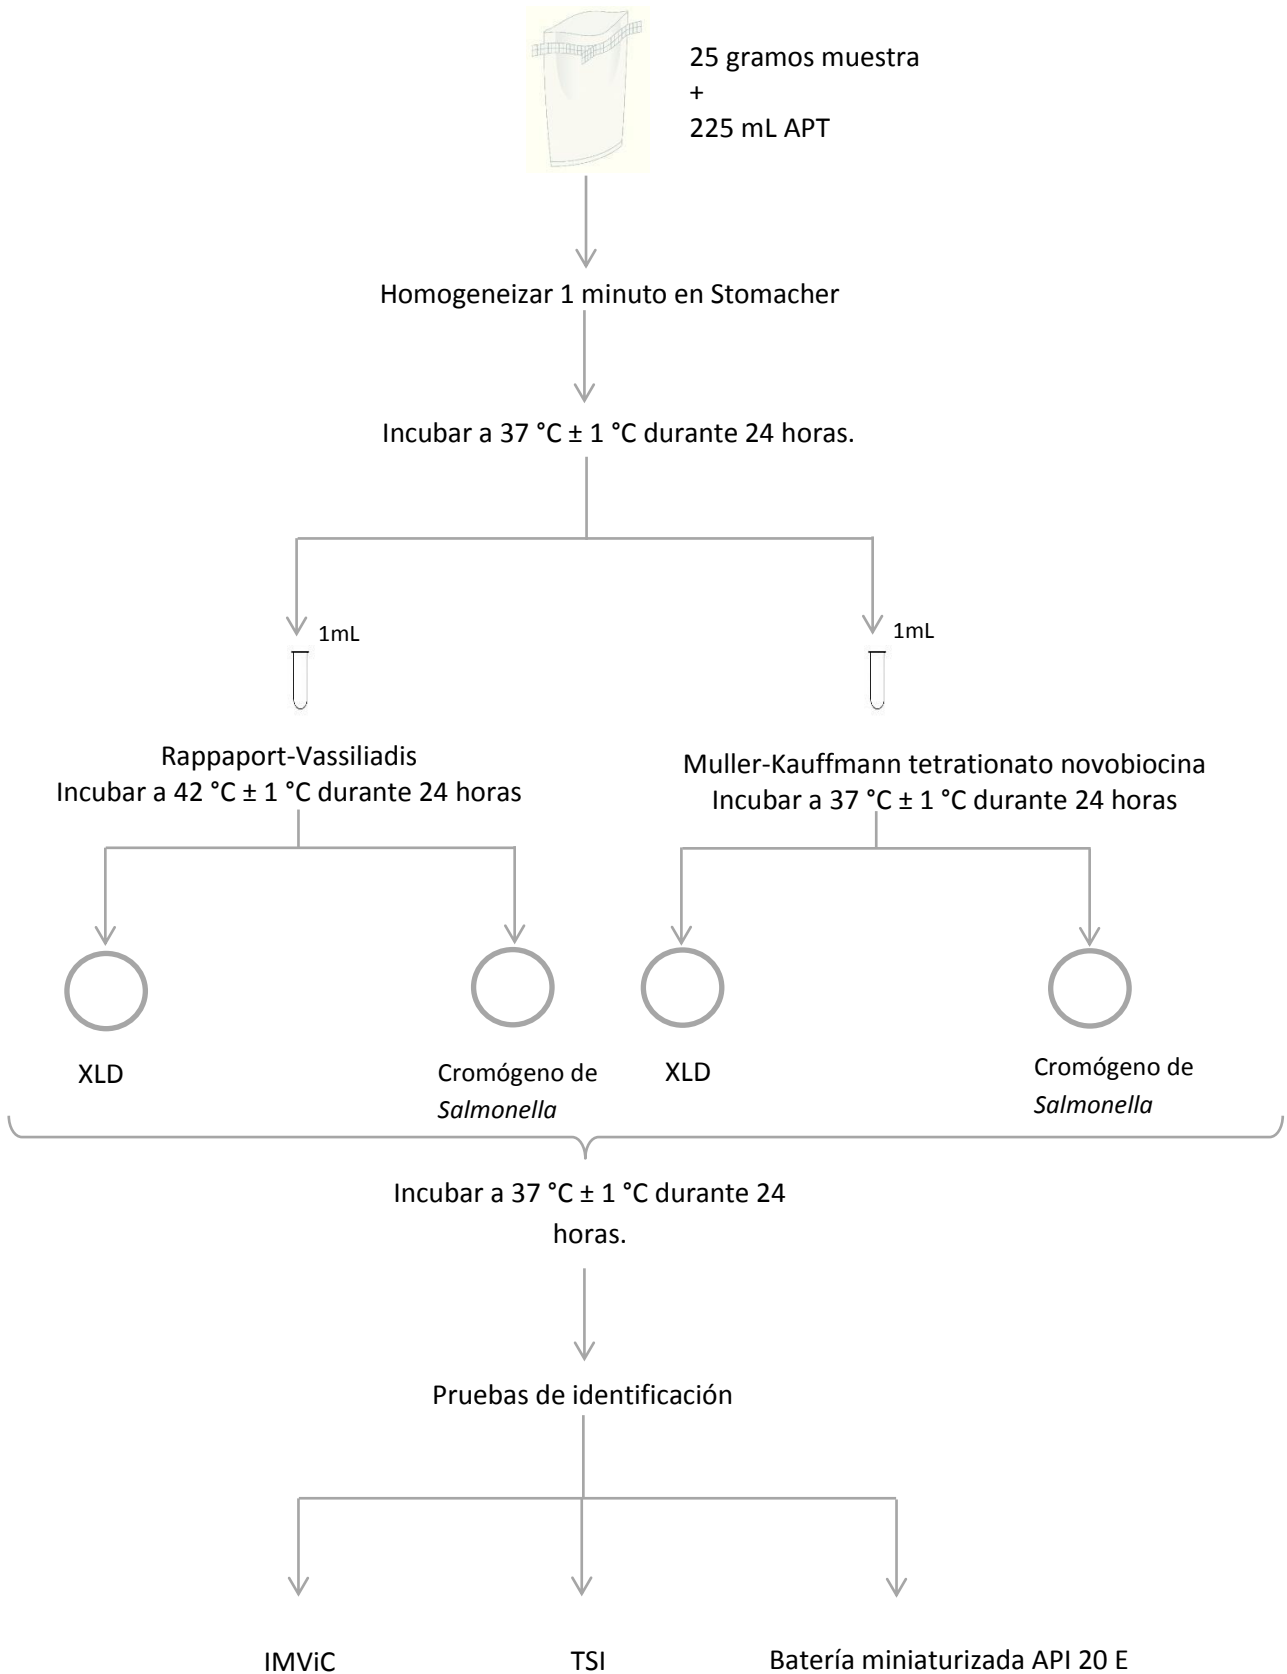 25 gramos muestra
+
225 mL APT
Homogeneizar 1 minuto en Stomacher
Incubar a 37 °C ± 1 °C durante 24 horas.
1mL
1mL
Rappaport-Vassiliadis
Incubar a 42 °C ± 1 °C durante 24 horas
Muller-Kauffmann tetrationato novobiocina
Incubar a 37 °C ± 1 °C durante 24 horas
XLD
Cromógeno de
Salmonella
XLD
Cromógeno de
Salmonella
Incubar a 37 °C ± 1 °C durante 24
horas.
Pruebas de identificación
IMViC
TSI
Batería miniaturizada API 20 E